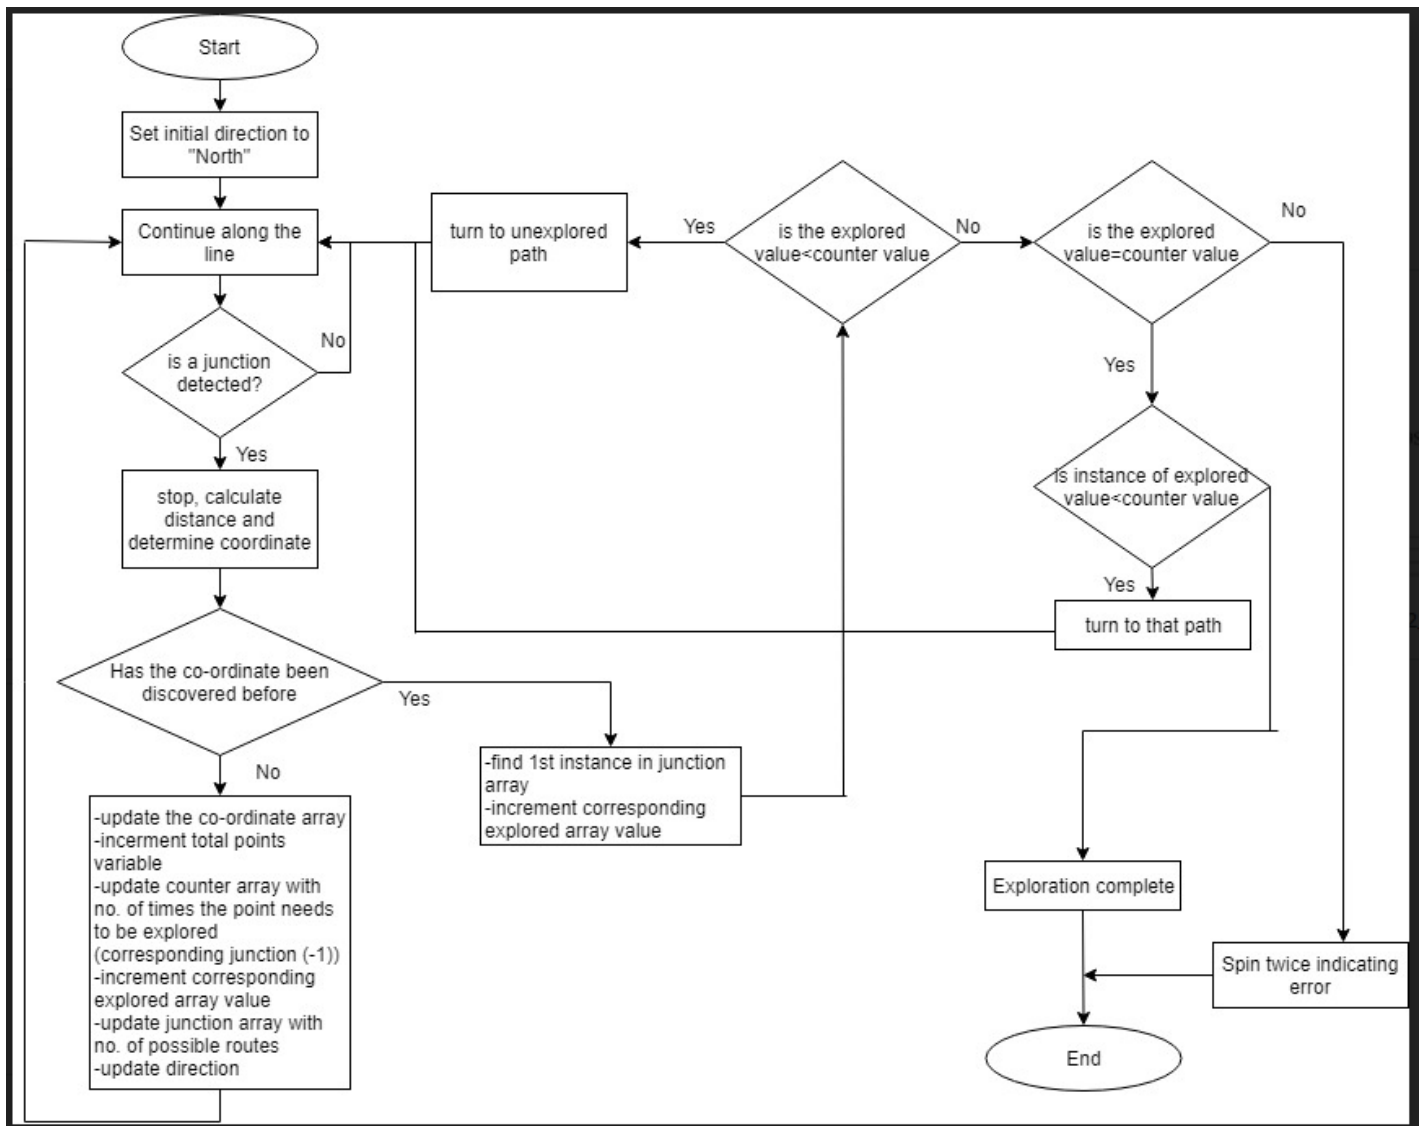 Start
Set initial direction to
"North"
Continue along the
line
is a junction
detected?
No
Yes
stop, calculate
distance and
determine coordinate
Has the co-ordinate been
discovered before
Yes
No
-update the co-ordinate array
-incerment total points
variable
-update counter array with
no. of times the point needs
to be explored
(corresponding junction (-1))
-increment corresponding
explored array value
-update junction array with
no. of possible routes
-update direction
-find 1st instance in junction
array
-increment corresponding
explored array value
is the explored
value<counter value
Yes
turn to unexplored
path
No
is the explored
value=counter value
No
Yes
is instance of explored
value<counter value
Yes
turn to that path
Exploration complete
Spin twice indicating
error
End